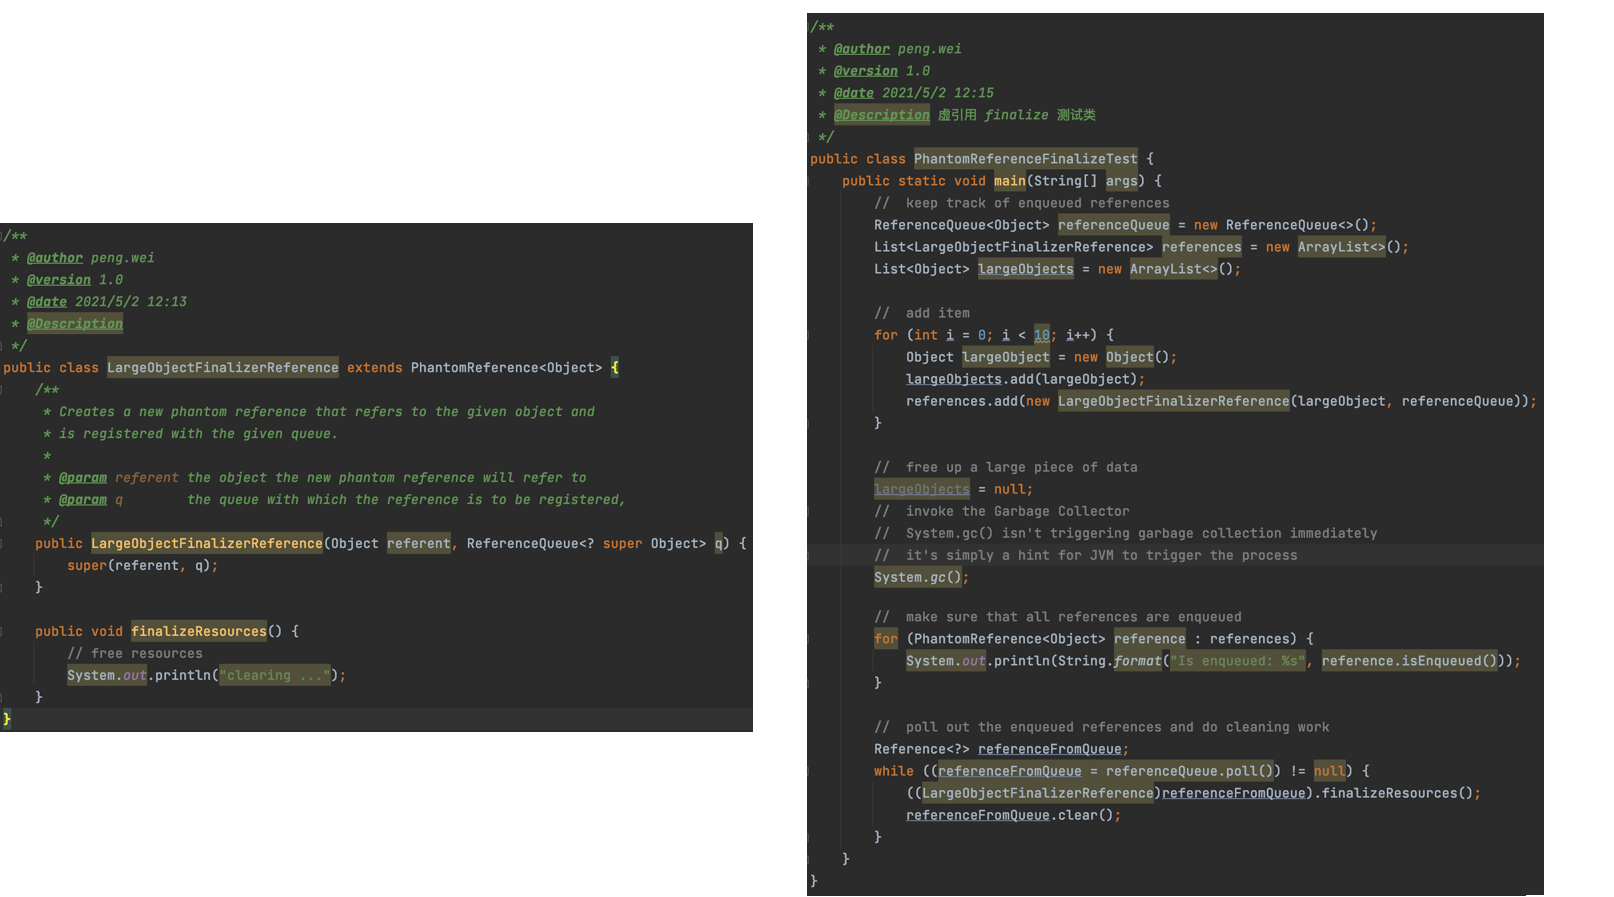 /**
 * @author peng.wei
 * @version 1.0
 * @date 2021/5/2 12:13
 * @Description
 */
public class LargeObjectFinalizerReference extends PhantomReference<Object> {
    /**
     * Creates a new phantom reference that refers to the given object and
     * is registered with the given queue.
     *
     * @param referent the object the new phantom reference will refer to
     * @param q        the queue with which the reference is to be registered,
     */
    public LargeObjectFinalizerReference(Object referent, ReferenceQueue<? super Object> q) {
        super(referent, q);
    }

    public void finalizeResources() {
        // free resources
        System.out.println("clearing ...");
    }
}
/**
 * @author peng.wei
 * @version 1.0
 * @date 2021/5/2 12:15
 * @Description 虚引用 finalize 测试类
 */
public class PhantomReferenceFinalizeTest {
    public static void main(String[] args) {
        //  keep track of enqueued references
        ReferenceQueue<Object> referenceQueue = new ReferenceQueue<>();
        List<LargeObjectFinalizerReference> references = new ArrayList<>();
        List<Object> largeObjects = new ArrayList<>();

        //  add item
        for (int i = 0; i < 10; i++) {
            Object largeObject = new Object();
            largeObjects.add(largeObject);
            references.add(new LargeObjectFinalizerReference(largeObject, referenceQueue));
        }

        //  free up a large piece of data
        largeObjects = null;
        //  invoke the Garbage Collector
        //  System.gc() isn't triggering garbage collection immediately
        //  it's simply a hint for JVM to trigger the process
        System.gc();

        //  make sure that all references are enqueued
        for (PhantomReference<Object> reference : references) {
            System.out.println(String.format("Is enqueued: %s", reference.isEnqueued()));
        }

        //  poll out the enqueued references and do cleaning work
        Reference<?> referenceFromQueue;
        while ((referenceFromQueue = referenceQueue.poll()) != null) {
            ((LargeObjectFinalizerReference)referenceFromQueue).finalizeResources();
            referenceFromQueue.clear();
        }
    }
}